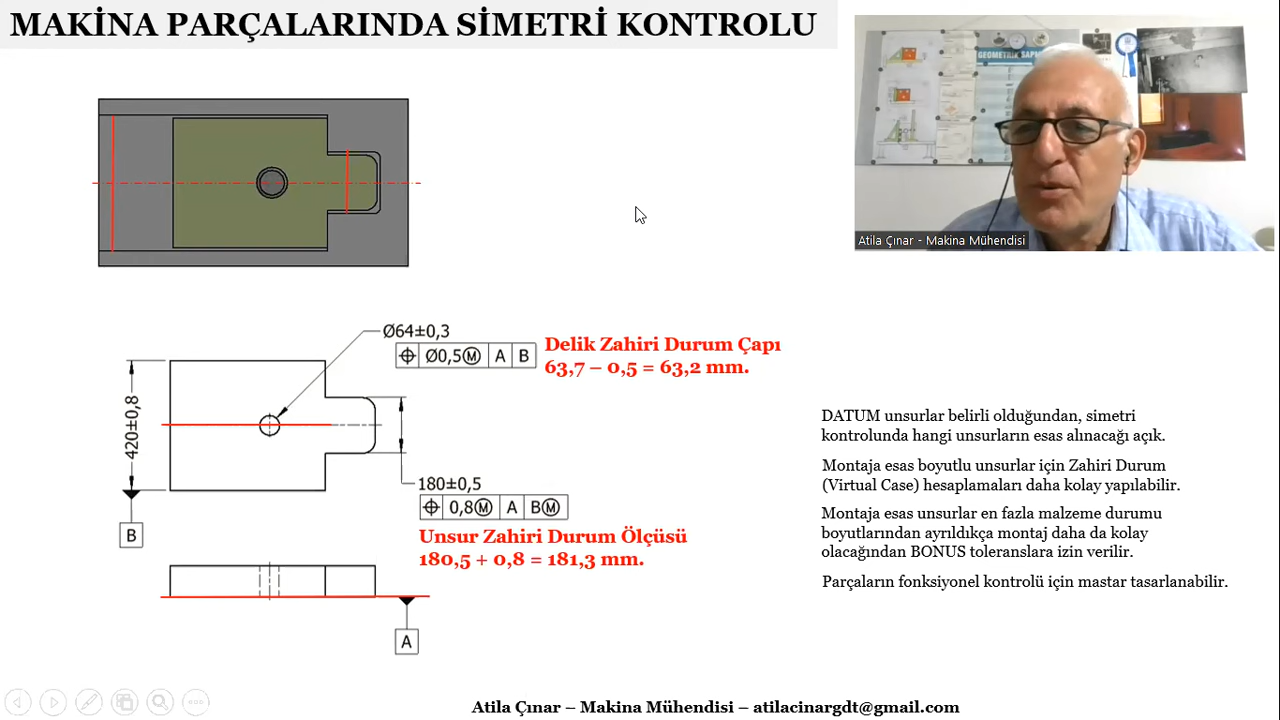 MAKİNA PARÇALARINDA SİMETRİ KONTROLU
GEOMETRİK
Atila Çınar - Makina Mühendisi
Ø64±0,3
⌖ Ø0,5Ⓜ A B
Delik Zahiri Durum Çapı
63,7 – 0,5 = 63,2 mm.
420±0,8
B
180±0,5
⌖ 0,8Ⓜ A BⓂ
Unsur Zahiri Durum Ölçüsü
180,5 + 0,8 = 181,3 mm.
A
DATUM unsurlar belirli olduğundan, simetri
kontrolunda hangi unsurların esas alınacağı açık.
Montaja esas boyutlu unsurlar için Zahiri Durum
(Virtual Case) hesaplamaları daha kolay yapılabilir.
Montaja esas unsurlar en fazla malzeme durumu
boyutlarından ayrıldıkça montaj daha da kolay
olacağından BONUS toleranslara izin verilir.
Parçaların fonksiyonel kontrolü için mastar tasarlanabilir.
Atila Çınar – Makina Mühendisi – atilacinargdt@gmail.com